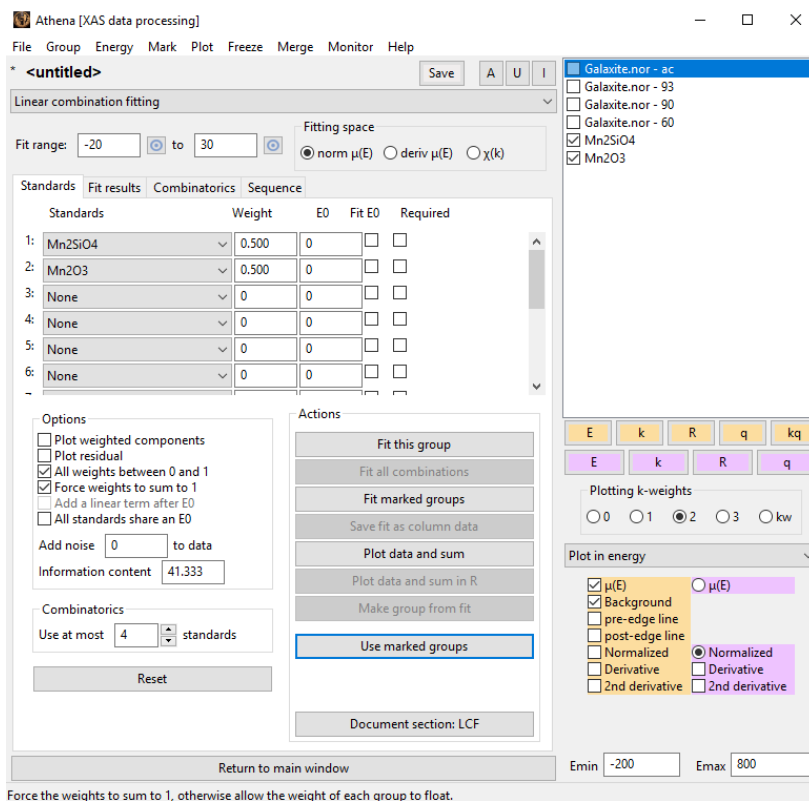 Athena [XAS data processing]
File Group Energy Mark Plot Freeze Merge Monitor Help
* <untitled> Save A U I
Linear combination fitting
Fit range: -20 to 30
Fitting space
norm μ(E) deriv μ(E) χ(k)
Standards Fit results Combinatorics Sequence
Standards Weight E0 Fit E0 Required
1: Mn2SiO4 0.500 0
2: Mn2O3 0.500 0
3: None 0 0
4: None 0 0
5: None 0 0
6: None 0 0
Options
Plot weighted components
Plot residual
All weights between 0 and 1
Force weights to sum to 1
Add a linear term after E0
All standards share an E0
Add noise 0 to data
Information content 41.333
Combinatorics
Use at most 4 standards
Reset
Actions
Fit this group
Fit all combinations
Fit marked groups
Save fit as column data
Plot data and sum
Plot data and sum in R
Make group from fit
Use marked groups
Document section: LCF
Return to main window
Force the weights to sum to 1, otherwise allow the weight of each group to float.
Galaxite.nor - ac
Galaxite.nor - 93
Galaxite.nor - 90
Galaxite.nor - 60
Mn2SiO4
Mn2O3
E k R q kq
E k R q
Plotting k-weights
0 1 2 3 kw
Plot in energy
μ(E) μ(E)
Background
pre-edge line
post-edge line
Normalized Normalized
Derivative Derivative
2nd derivative 2nd derivative
Emin -200 Emax 800